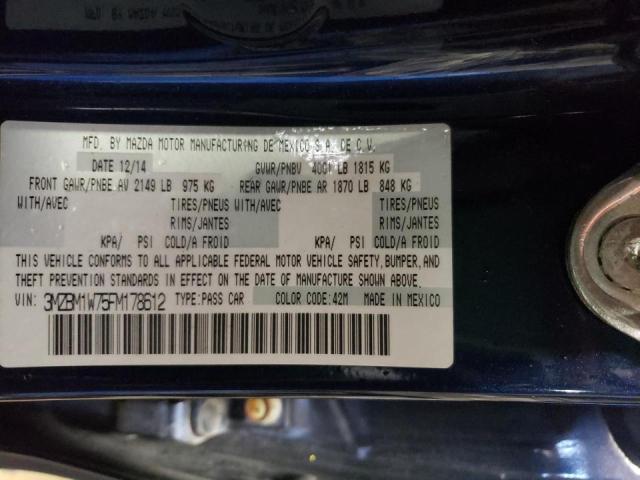 MFD. BY MAZDA MOTOR MANUFACTURING DE MEXICO S.A. DE C.V.
DATE 12/14 GVWR/PNBV 4001 LB 1815 KG
FRONT GAWR/PNBE AV 2149 LB 975 KG REAR GAWR/PNBE AR 1870 LB 848 KG
WITH/AVEC TIRES/PNEUS WITH/AVEC TIRES/PNEUS
RIMS/JANTES RIMS/JANTES
KPA/ PSI COLD/A FROID KPA/ PSI COLD/A FROID
THIS VEHICLE CONFORMS TO ALL APPLICABLE FEDERAL MOTOR VEHICLE SAFETY, BUMPER, AND
THEFT PREVENTION STANDARDS IN EFFECT ON THE DATE OF MANUFACTURE SHOWN ABOVE.
VIN: 3MZBM1W75FM178612 TYPE:PASS CAR COLOR CODE:42M MADE IN MEXICO